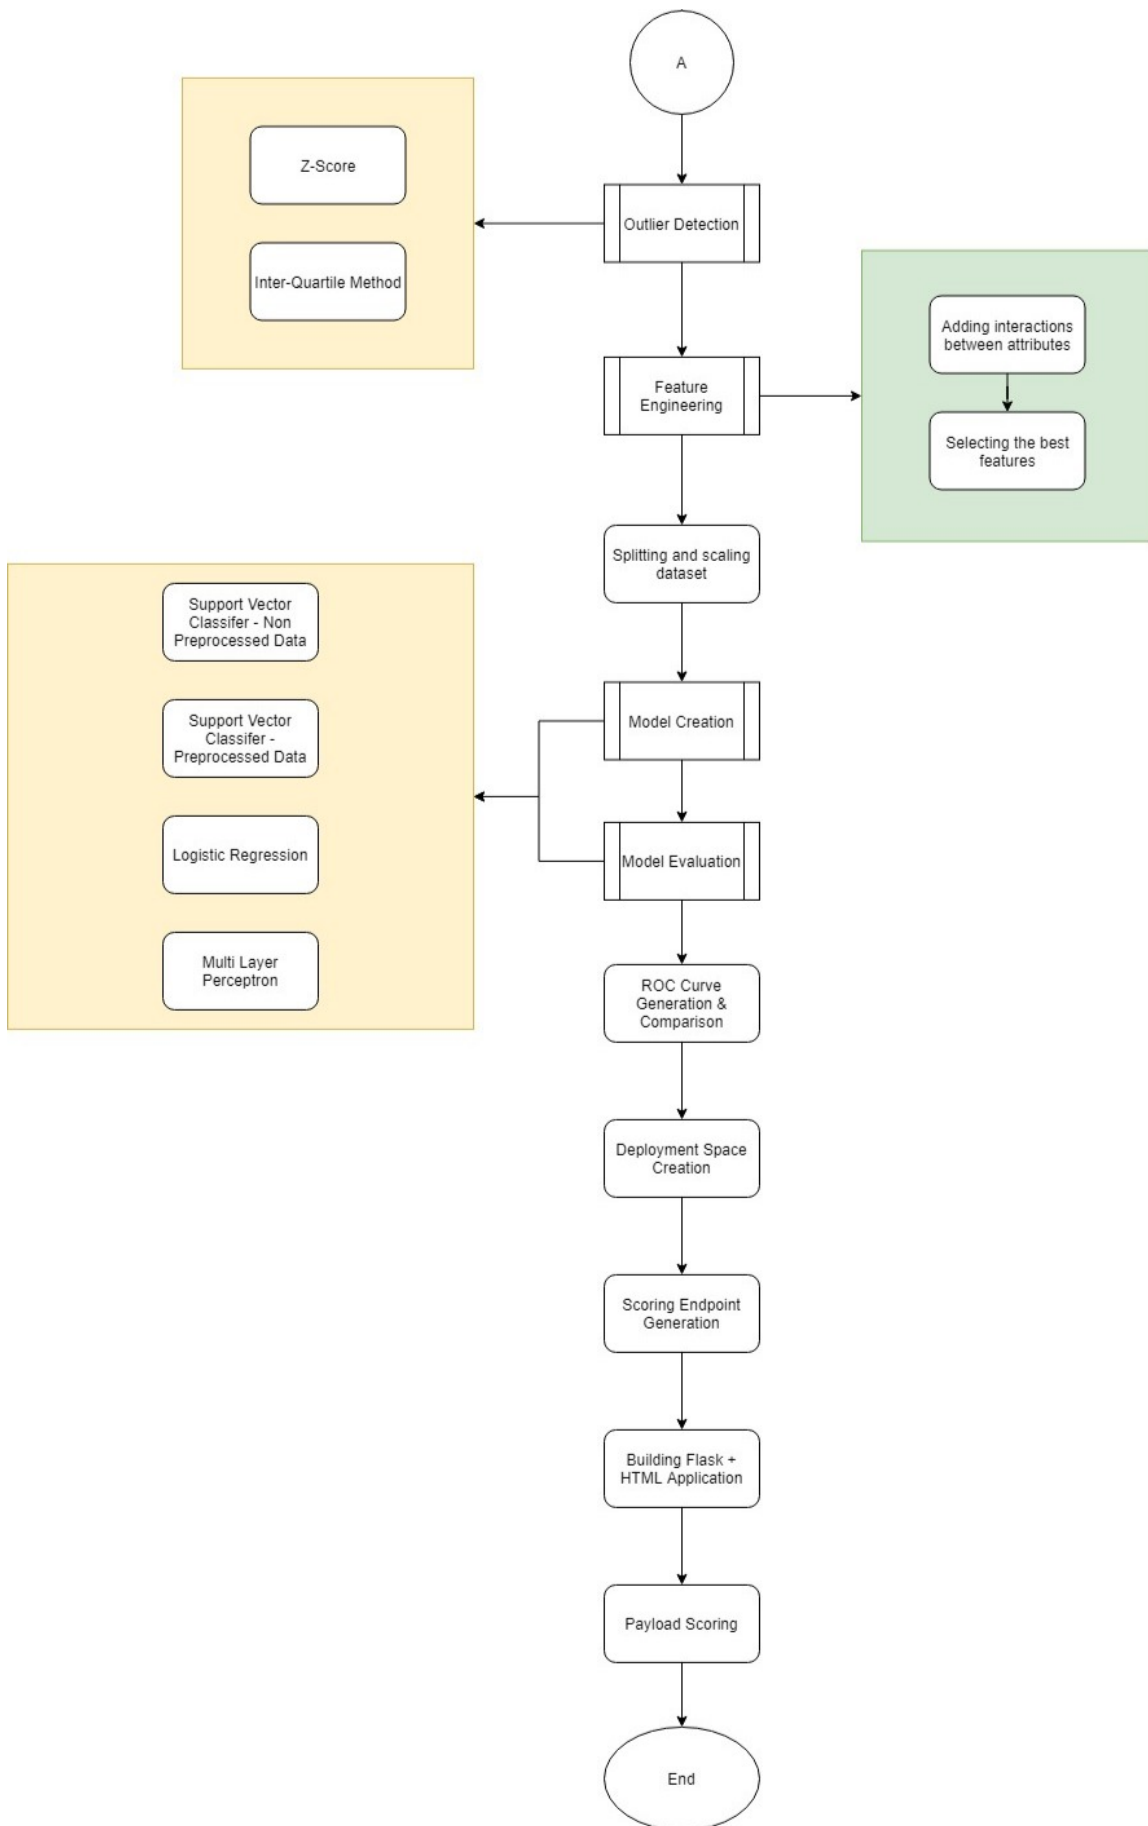 A
Z-Score
Outlier Detection
Inter-Quartile Method
Adding interactions
between attributes
Feature
Engineering
Selecting the best
features
Splitting and scaling
dataset
Support Vector
Classifer - Non
Preprocessed Data
Support Vector
Classifer -
Preprocessed Data
Model Creation
Logistic Regression
Model Evaluation
Multi Layer
Perceptron
ROC Curve
Generation &
Comparison
Deployment Space
Creation
Scoring Endpoint
Generation
Building Flask +
HTML Application
Payload Scoring
End